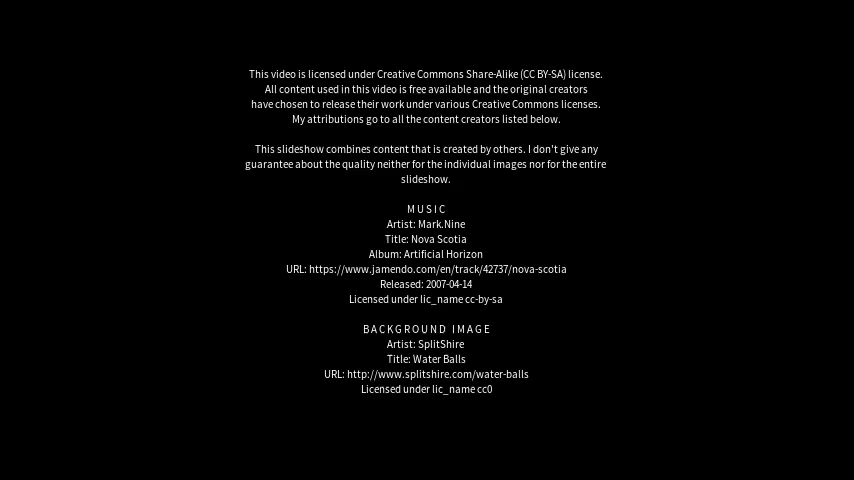 This video is licensed under Creative Commons Share-Alike (CC BY-SA) license.
All content used in this video is free available and the original creators
have chosen to release their work under various Creative Commons licenses.
My attributions go to all the content creators listed below.
This slideshow combines content that is created by others. I don't give any
guarantee about the quality neither for the individual images nor for the entire
slideshow.
MUSIC
Artist: Mark.Nine
Title: Nova Scotia
Album: Artificial Horizon
URL: https://www.jamendo.com/en/track/42737/nova-scotia
Released: 2007-04-14
Licensed under lic_name cc-by-sa
BACKGROUND IMAGE
Artist: SplitShire
Title: Water Balls
URL: http://www.splitshire.com/water-balls
Licensed under lic_name cc0